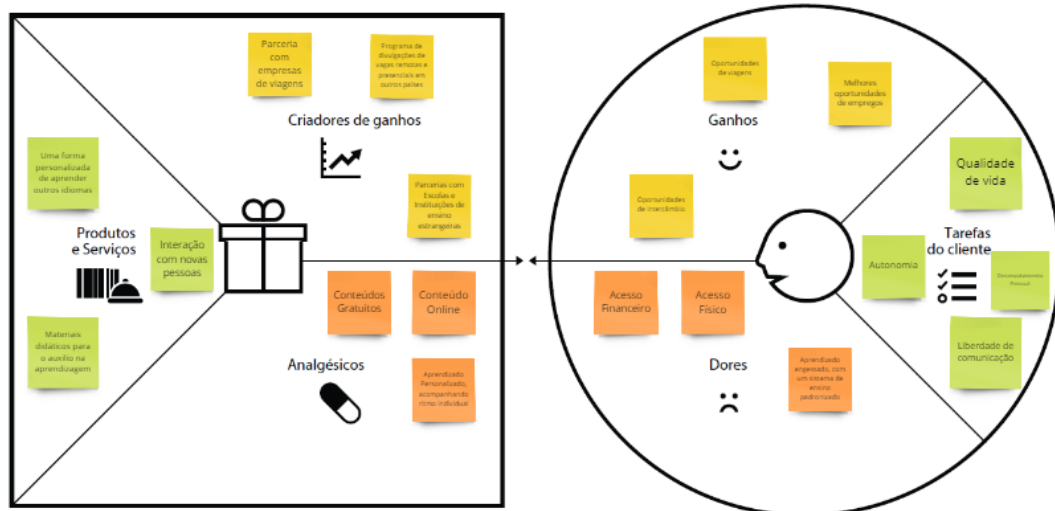 Parceria
com
empresas
de viagens
Programa de
divulgações de
vagas remotas e
presenciais em
outros países
Criadores de ganhos
Uma forma
personalizada
de aprender
outros idiomas
Parcerias com
Escolas e
Instituições de
ensino
estrangeiras
Produtos
e Serviços
Interação
com novas
pessoas
Materiais
didáticos para
o auxílio na
aprendizagem
Conteúdos
Gratuitos
Conteúdo
Online
Analgésicos
Aprendizado
Personalizado,
acompanhando
ritmo individual
Oportunidades
de viagens
Melhores
oportunidades
de empregos
Ganhos
Oportunidades
de intercâmbio
Qualidade
de vida
Tarefas
do cliente
Autonomia
Pessoal
Liberdade de
comunicação
Acesso
Financeiro
Acesso
Físico
Dores
Aprendizado
engessado, com
um sistema de
ensino
padronizado